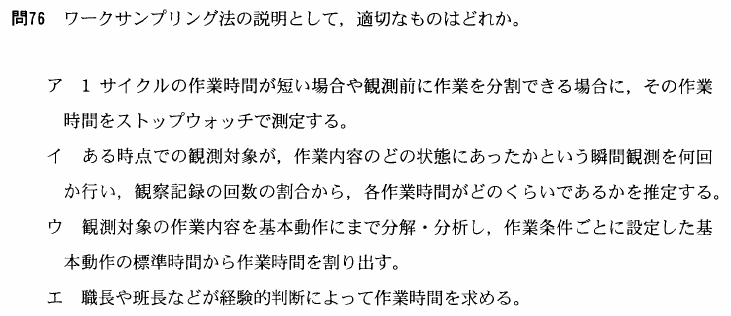 問76 ワークサンプリング法の説明として，適切なものはどれか。
ア 1 サイクルの作業時間が短い場合や観測前に作業を分割できる場合に，その作業
時間をストップウォッチで測定する。
イ ある時点での観測対象が，作業内容のどの状態にあったかという瞬間観測を何回
か行い，観察記録の回数の割合から，各作業時間がどのくらいであるかを推定する。
ウ 観測対象の作業内容を基本動作にまで分解・分析し，作業条件ごとに設定した基
本動作の標準時間から作業時間を割り出す。
エ 職長や班長などが経験的判断によって作業時間を求める。